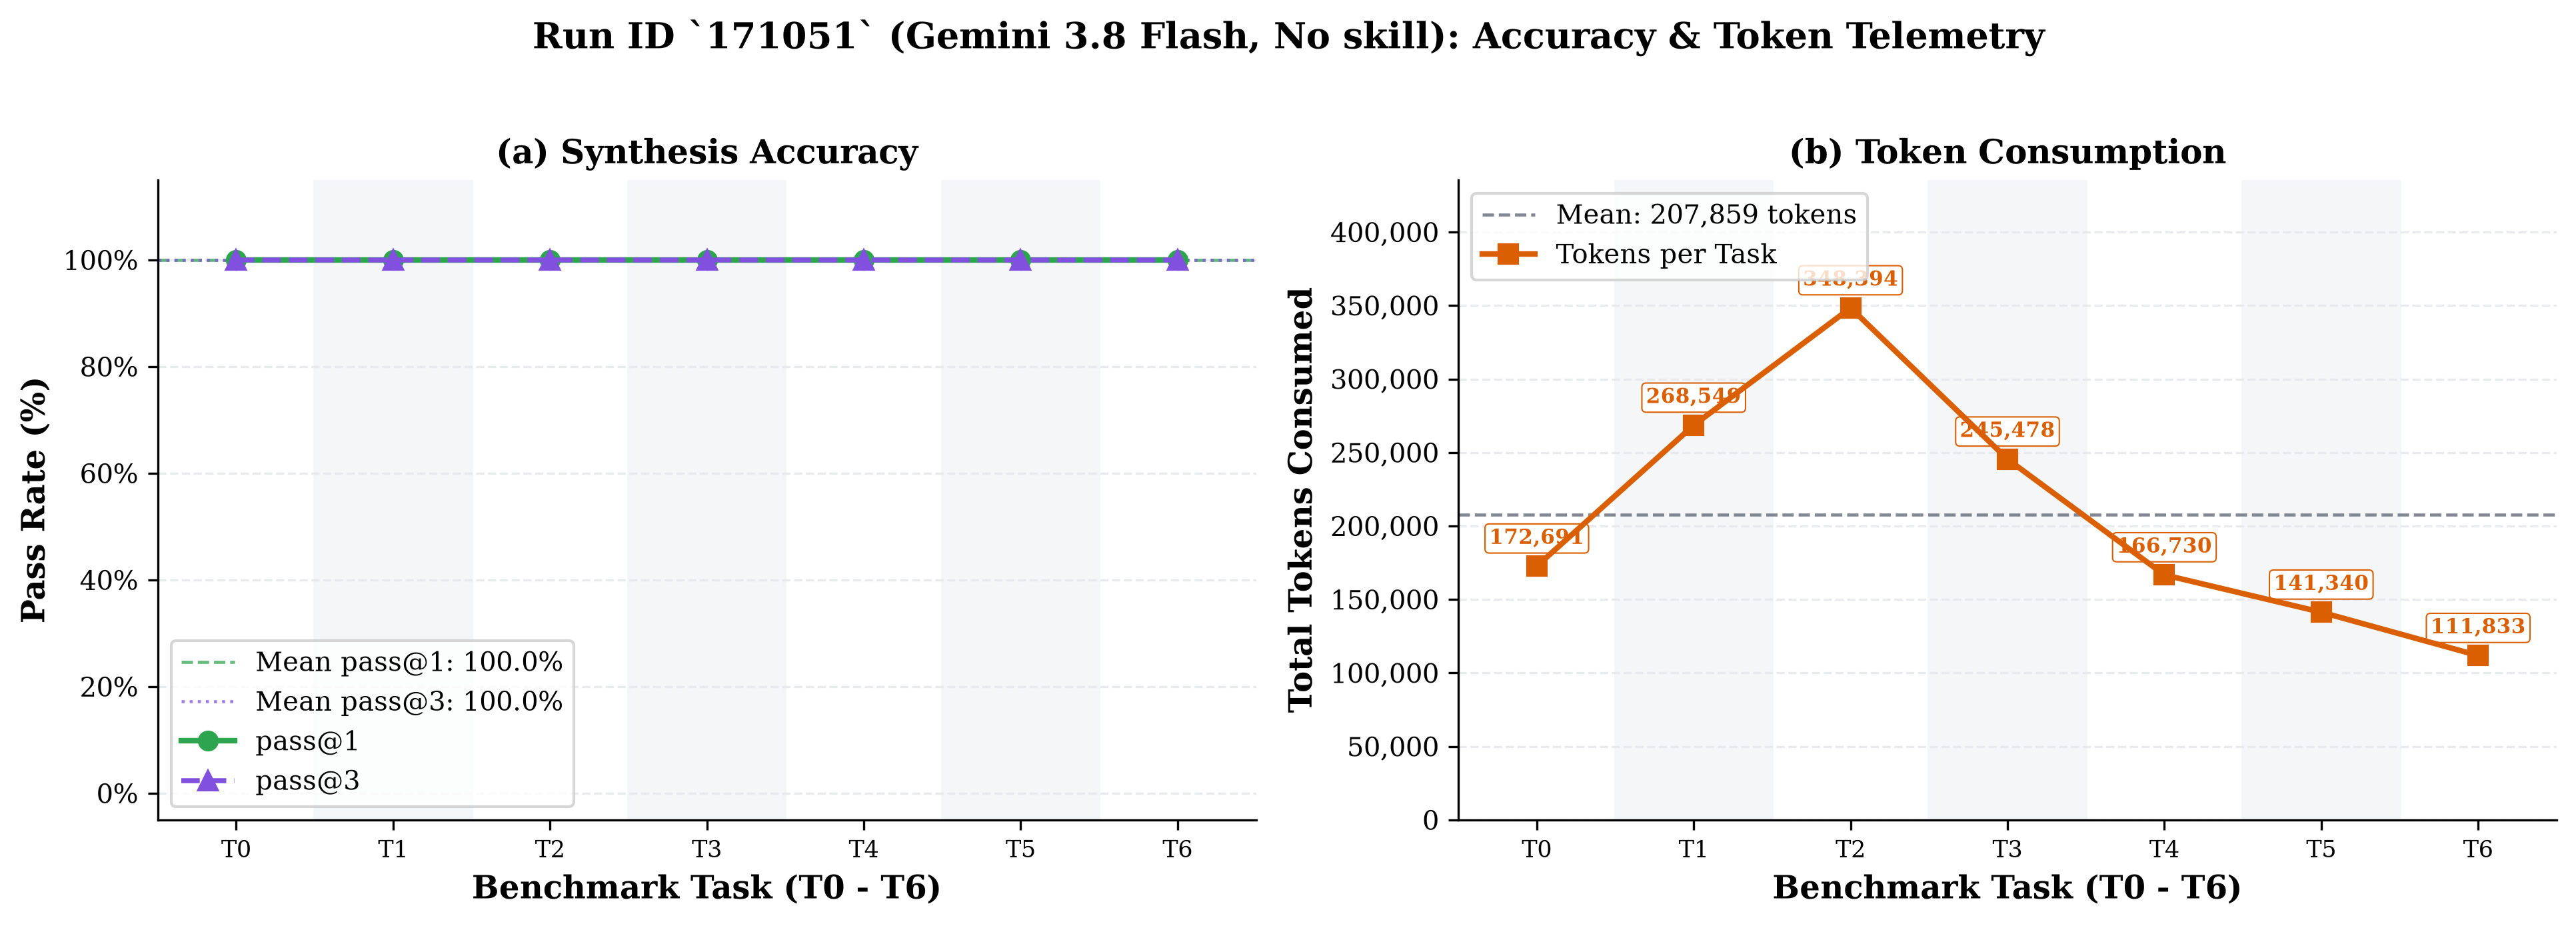 Run ID `171051` (Gemini 3.8 Flash, No skill): Accuracy & Token Telemetry
(a) Synthesis Accuracy
Pass Rate (%)
100%
80%
60%
40%
20%
0%
Mean pass@1: 100.0%
Mean pass@3: 100.0%
pass@1
pass@3
T0 T1 T2 T3 T4 T5 T6
Benchmark Task (T0 - T6)
(b) Token Consumption
Total Tokens Consumed
400,000
350,000
300,000
250,000
200,000
150,000
100,000
50,000
0
Mean: 207,859 tokens
Tokens per Task
172,691
268,549
348,394
245,478
166,730
141,340
111,833
T0 T1 T2 T3 T4 T5 T6
Benchmark Task (T0 - T6)